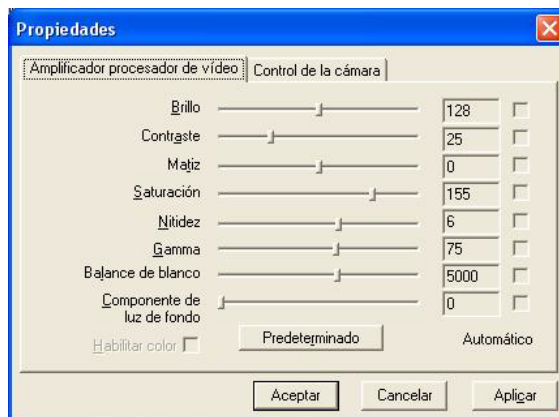 Propiedades
Amplificador procesador de vídeo Control de la cámara
Brillo 128
Contraste 25
Matiz 0
Saturación 155
Nitidez 6
Gamma 75
Balance de blanco 5000
Componente de
luz de fondo 0
Habilitar color Predeterminado Automático
Aceptar Cancelar Aplicar